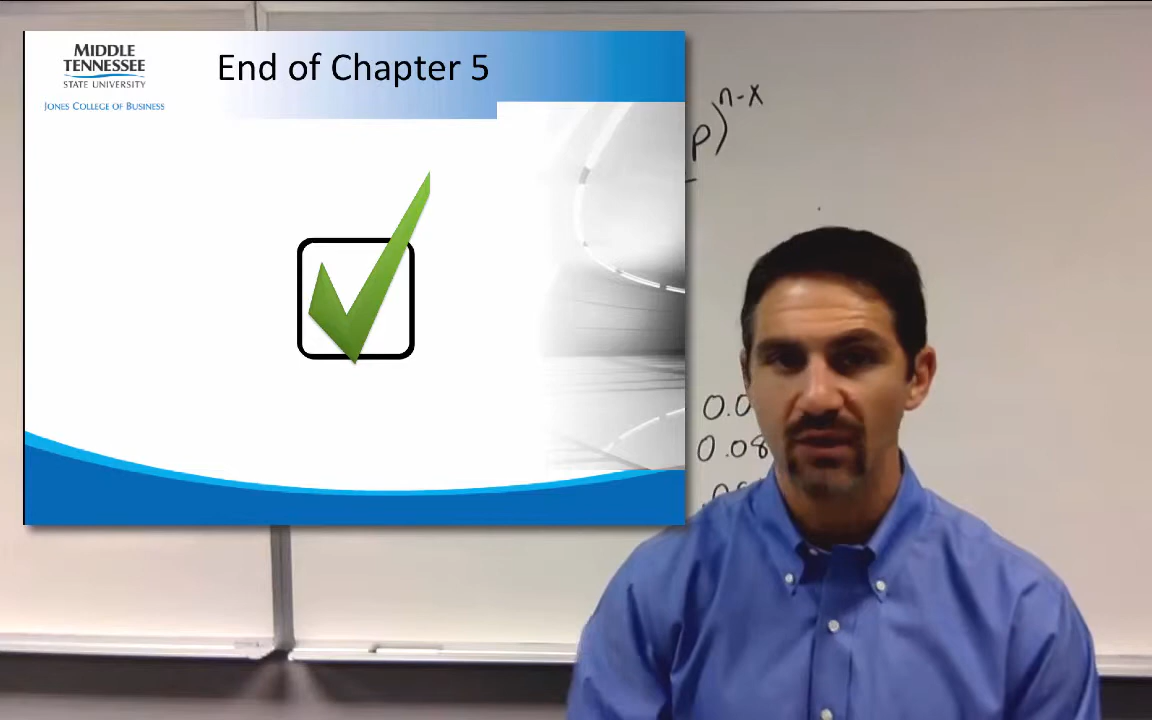 MIDDLE
TENNESSEE
STATE UNIVERSITY
JONES COLLEGE OF BUSINESS
End of Chapter 5
p)^n-x
0.0
0.08